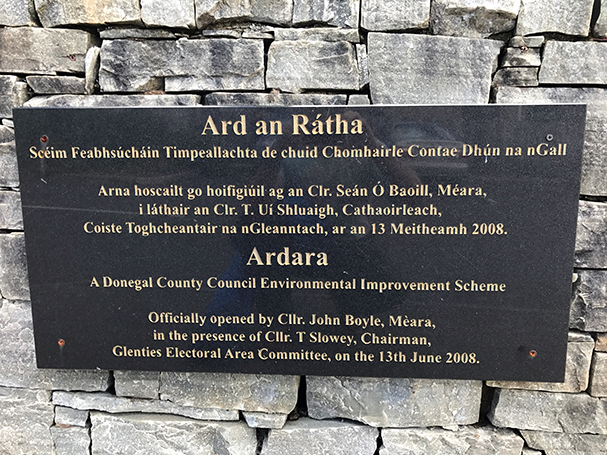 Ard an Rátha
Scéim Feabhsúcháin Timpeallachta de chuid Chomhairle Contae Dhún na nGall
Arna hoscailt go hoifigiúil ag an Clr. Seán Ó Baoill, Méara,
i láthair an Clr. T. Uí Shluaigh, Cathaoirleach,
Coiste Toghcheantair na nGleanntach, ar an 13 Meitheamh 2008.
Ardara
A Donegal County Council Environmental Improvement Scheme
Officially opened by Cllr. John Boyle, Mèara,
in the presence of Cllr. T Slowey, Chairman,
Glenties Electoral Area Committee, on the 13th June 2008.